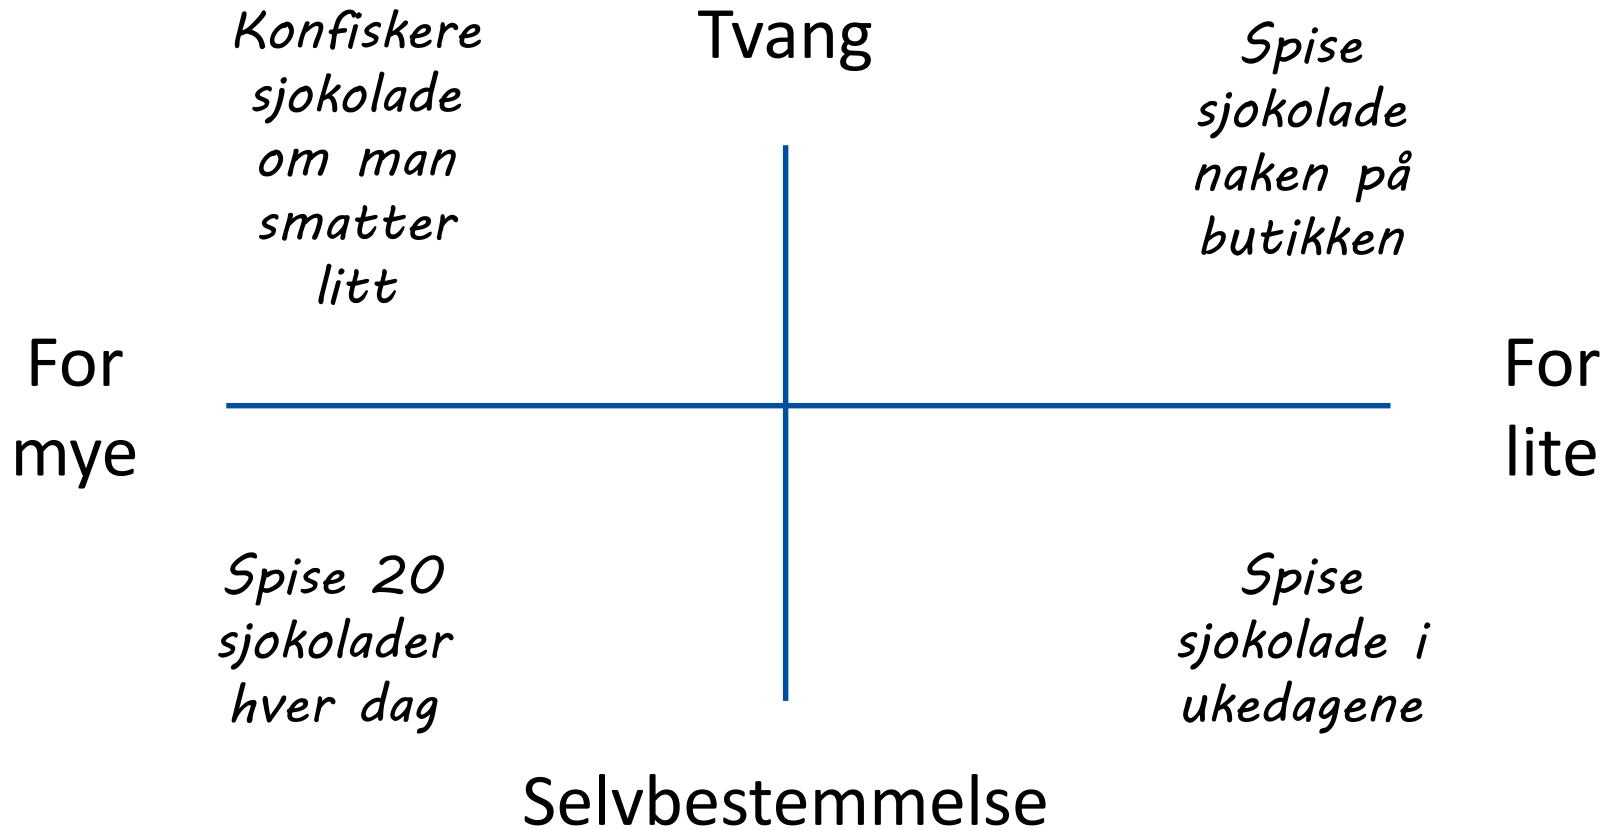 Tvang
Konfiskere
sjokolade
om man
smatter
litt
Spise
sjokolade
naken på
butikken
For
mye
For
lite
Spise 20
sjokolader
hver dag
Spise
sjokolade i
ukedagene
Selvbestemmelse